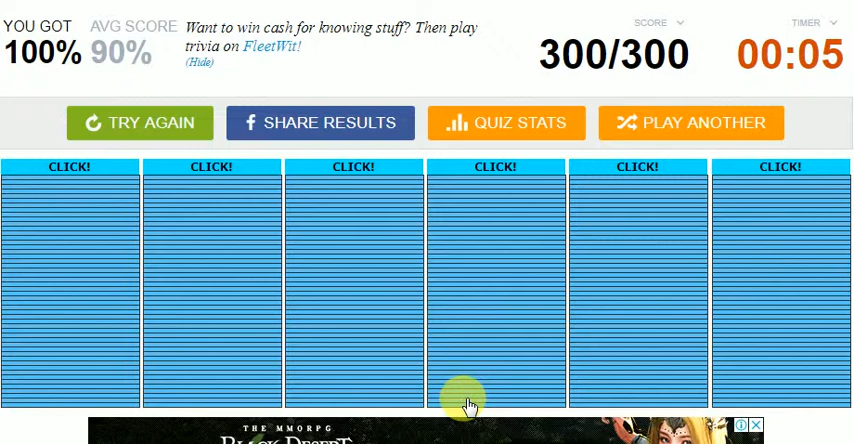 YOU GOT
100%
AVG SCORE
90%
Want to win cash for knowing stuff? Then play
trivia on FleetWit!
(Hide)
SCORE
300/300
TIMER
00:05
TRY AGAIN
f SHARE RESULTS
QUIZ STATS
PLAY ANOTHER
CLICK! CLICK! CLICK! CLICK! CLICK! CLICK!
THE MMORPG
BLACK DESERT